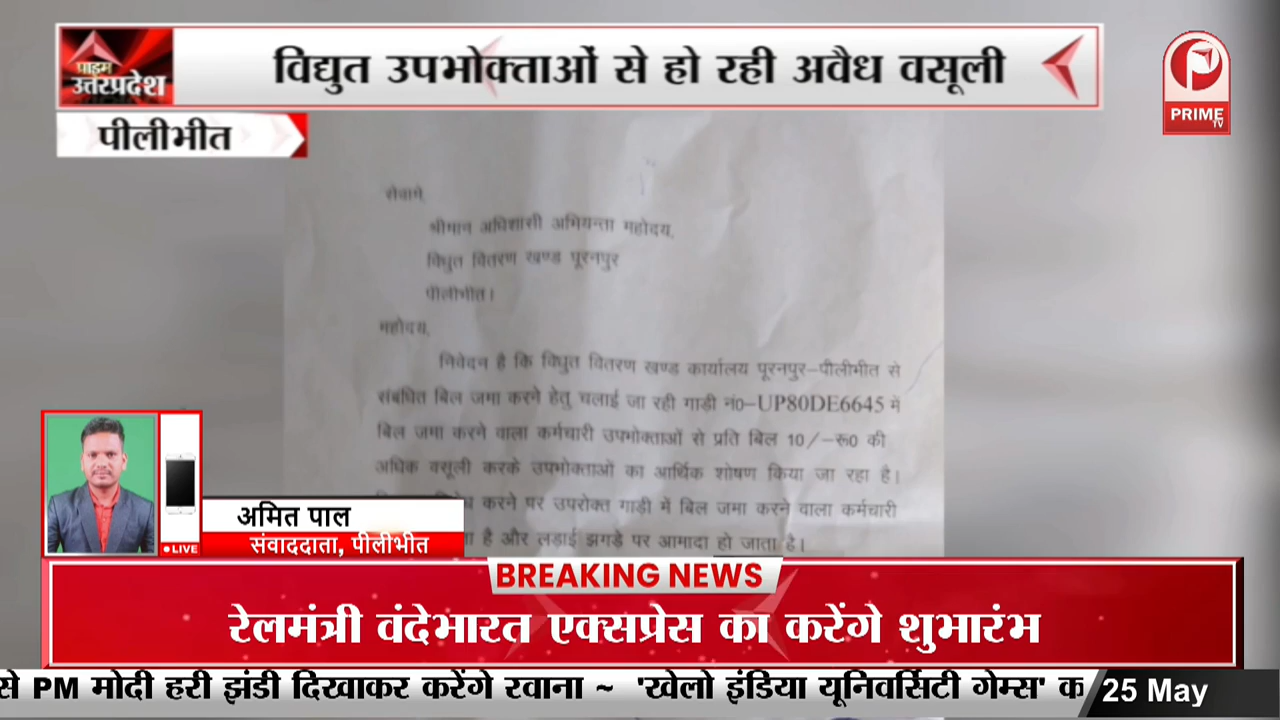 प्राइम
उत्तरप्रदेश
विद्युत उपभोक्ताओं से हो रही अवैध वसूली
PRIME
TV
पीलीभीत
सेवामे,
श्रीमान अधिशासी अभियन्ता महोदय,
विधुत वितरण खण्ड पूरनपुर
पीलीभीत।
महोदय,
निवेदन है कि विधुत वितरण खण्ड कार्यालय पूरनपुर-पीलीभीत से
संबधित बिल जमा करने हेतु चलाई जा रही गाडी नं0-UP80DE6645 में
बिल जमा करने वाला कर्मचारी उपभोक्ताओं से प्रति बिल 10/-रू0 की
अधिक वसूली करके उपभोक्ताओं का आर्थिक शोषण किया जा रहा है।
करने पर उपरोक्त गाड़ी में बिल जमा करने वाला कर्मचारी
है और लड़ाई झगड़े पर आमादा हो जाता है।
LIVE
अमित पाल
संवाददाता, पीलीभीत
BREAKING NEWS
रेलमंत्री वंदेभारत एक्सप्रेस का करेंगे शुभारंभ
से PM मोदी हरी झंडी दिखाकर करेंगे रवाना ~ 'खेलो इंडिया यूनिवर्सिटी गेम्स' क
25 May